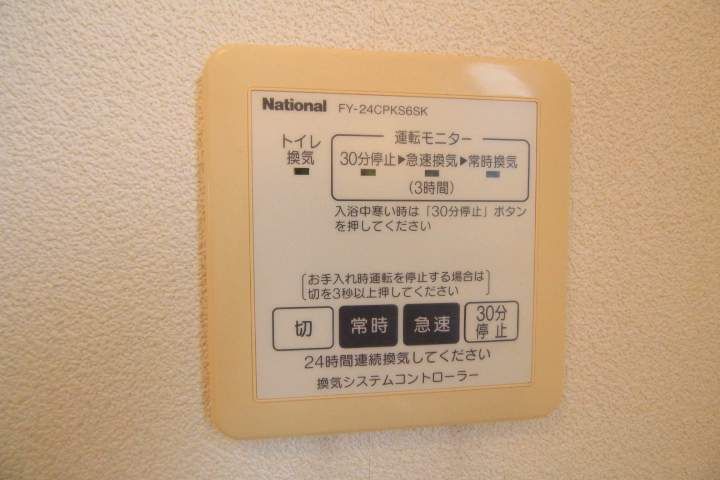 National FY-24CPKS6SK
トイレ
換気
運転モニター
30分停止▶急速換気▶常時換気
(3時間)
入浴中寒い時は「30分停止」ボタン
を押してください
お手入れ時運転を停止する場合は
切を3秒以上押してください
切 常時 急速 30分
停止
24時間連続換気してください
換気システムコントローラー